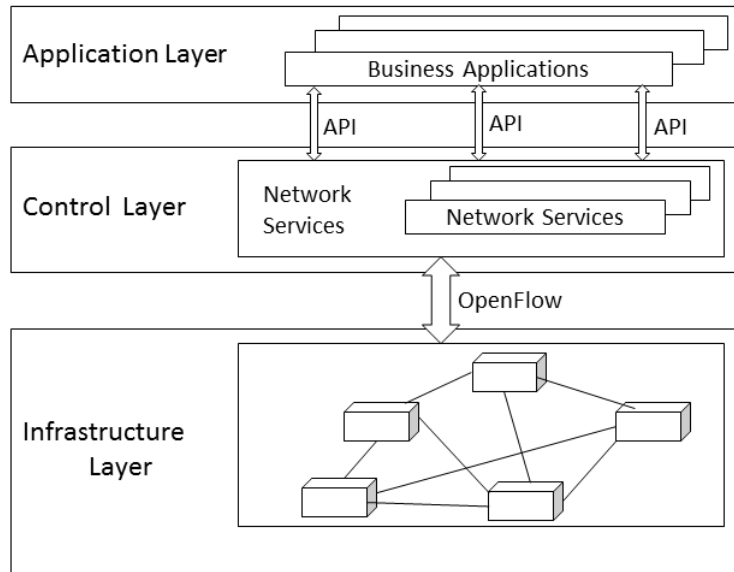 Application Layer
Business Applications
API
API
API
Control Layer
Network
Services
Network Services
OpenFlow
Infrastructure
Layer